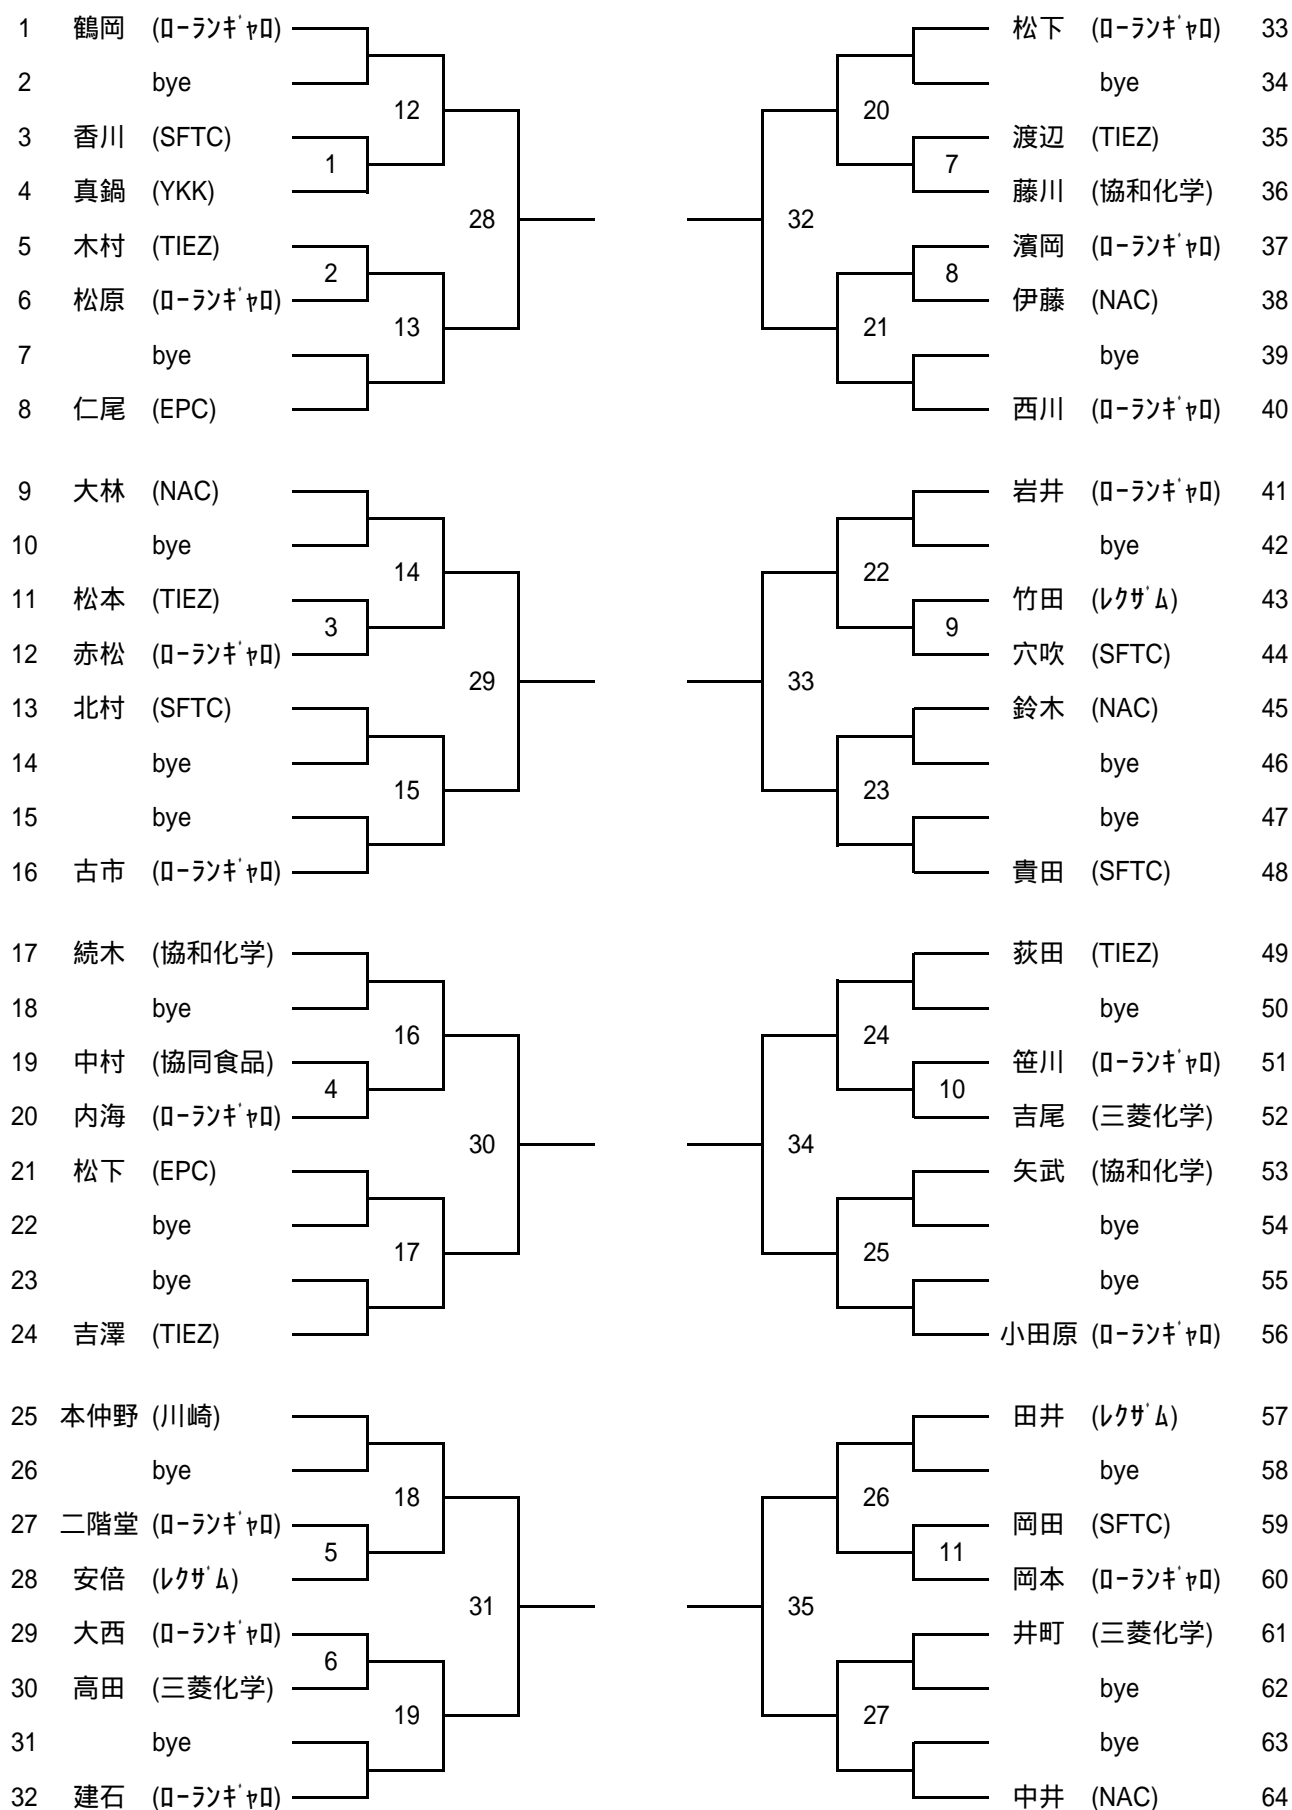 1 鶴岡 (ﾛｰﾗﾝｷﾞｬﾛ) 松下 (ﾛｰﾗﾝｷﾞｬﾛ) 33
2 bye bye 34
12 20
3 香川 (SFTC) 渡辺 (TIEZ) 35
1 7
4 真鍋 (YKK) 藤川 (協和化学) 36
28 32
5 木村 (TIEZ) 濱岡 (ﾛｰﾗﾝｷﾞｬﾛ) 37
2 8
6 松原 (ﾛｰﾗﾝｷﾞｬﾛ) 伊藤 (NAC) 38
13 21
7 bye bye 39
8 仁尾 (EPC) 西川 (ﾛｰﾗﾝｷﾞｬﾛ) 40
9 大林 (NAC) 岩井 (ﾛｰﾗﾝｷﾞｬﾛ) 41
10 bye bye 42
14 22
11 松本 (TIEZ) 竹田 (ﾚｸｻﾞﾑ) 43
3 9
12 赤松 (ﾛｰﾗﾝｷﾞｬﾛ) 穴吹 (SFTC) 44
29 33
13 北村 (SFTC) 鈴木 (NAC) 45
14 bye bye 46
15 23
15 bye bye 47
16 古市 (ﾛｰﾗﾝｷﾞｬﾛ) 貴田 (SFTC) 48
17 続木 (協和化学) 荻田 (TIEZ) 49
18 bye bye 50
16 24
19 中村 (協同食品) 笹川 (ﾛｰﾗﾝｷﾞｬﾛ) 51
4 10
20 内海 (ﾛｰﾗﾝｷﾞｬﾛ) 吉尾 (三菱化学) 52
30 34
21 松下 (EPC) 矢武 (協和化学) 53
22 bye bye 54
17 25
23 bye bye 55
24 吉澤 (TIEZ) 小田原 (ﾛｰﾗﾝｷﾞｬﾛ) 56
25 本仲野 (川崎) 田井 (ﾚｸｻﾞﾑ) 57
26 bye bye 58
18 26
27 二階堂 (ﾛｰﾗﾝｷﾞｬﾛ) 岡田 (SFTC) 59
5 11
28 安倍 (ﾚｸｻﾞﾑ) 岡本 (ﾛｰﾗﾝｷﾞｬﾛ) 60
31 35
29 大西 (ﾛｰﾗﾝｷﾞｬﾛ) 井町 (三菱化学) 61
6
30 高田 (三菱化学) bye 62
19 27
31 bye bye 63
32 建石 (ﾛｰﾗﾝｷﾞｬﾛ) 中井 (NAC) 64